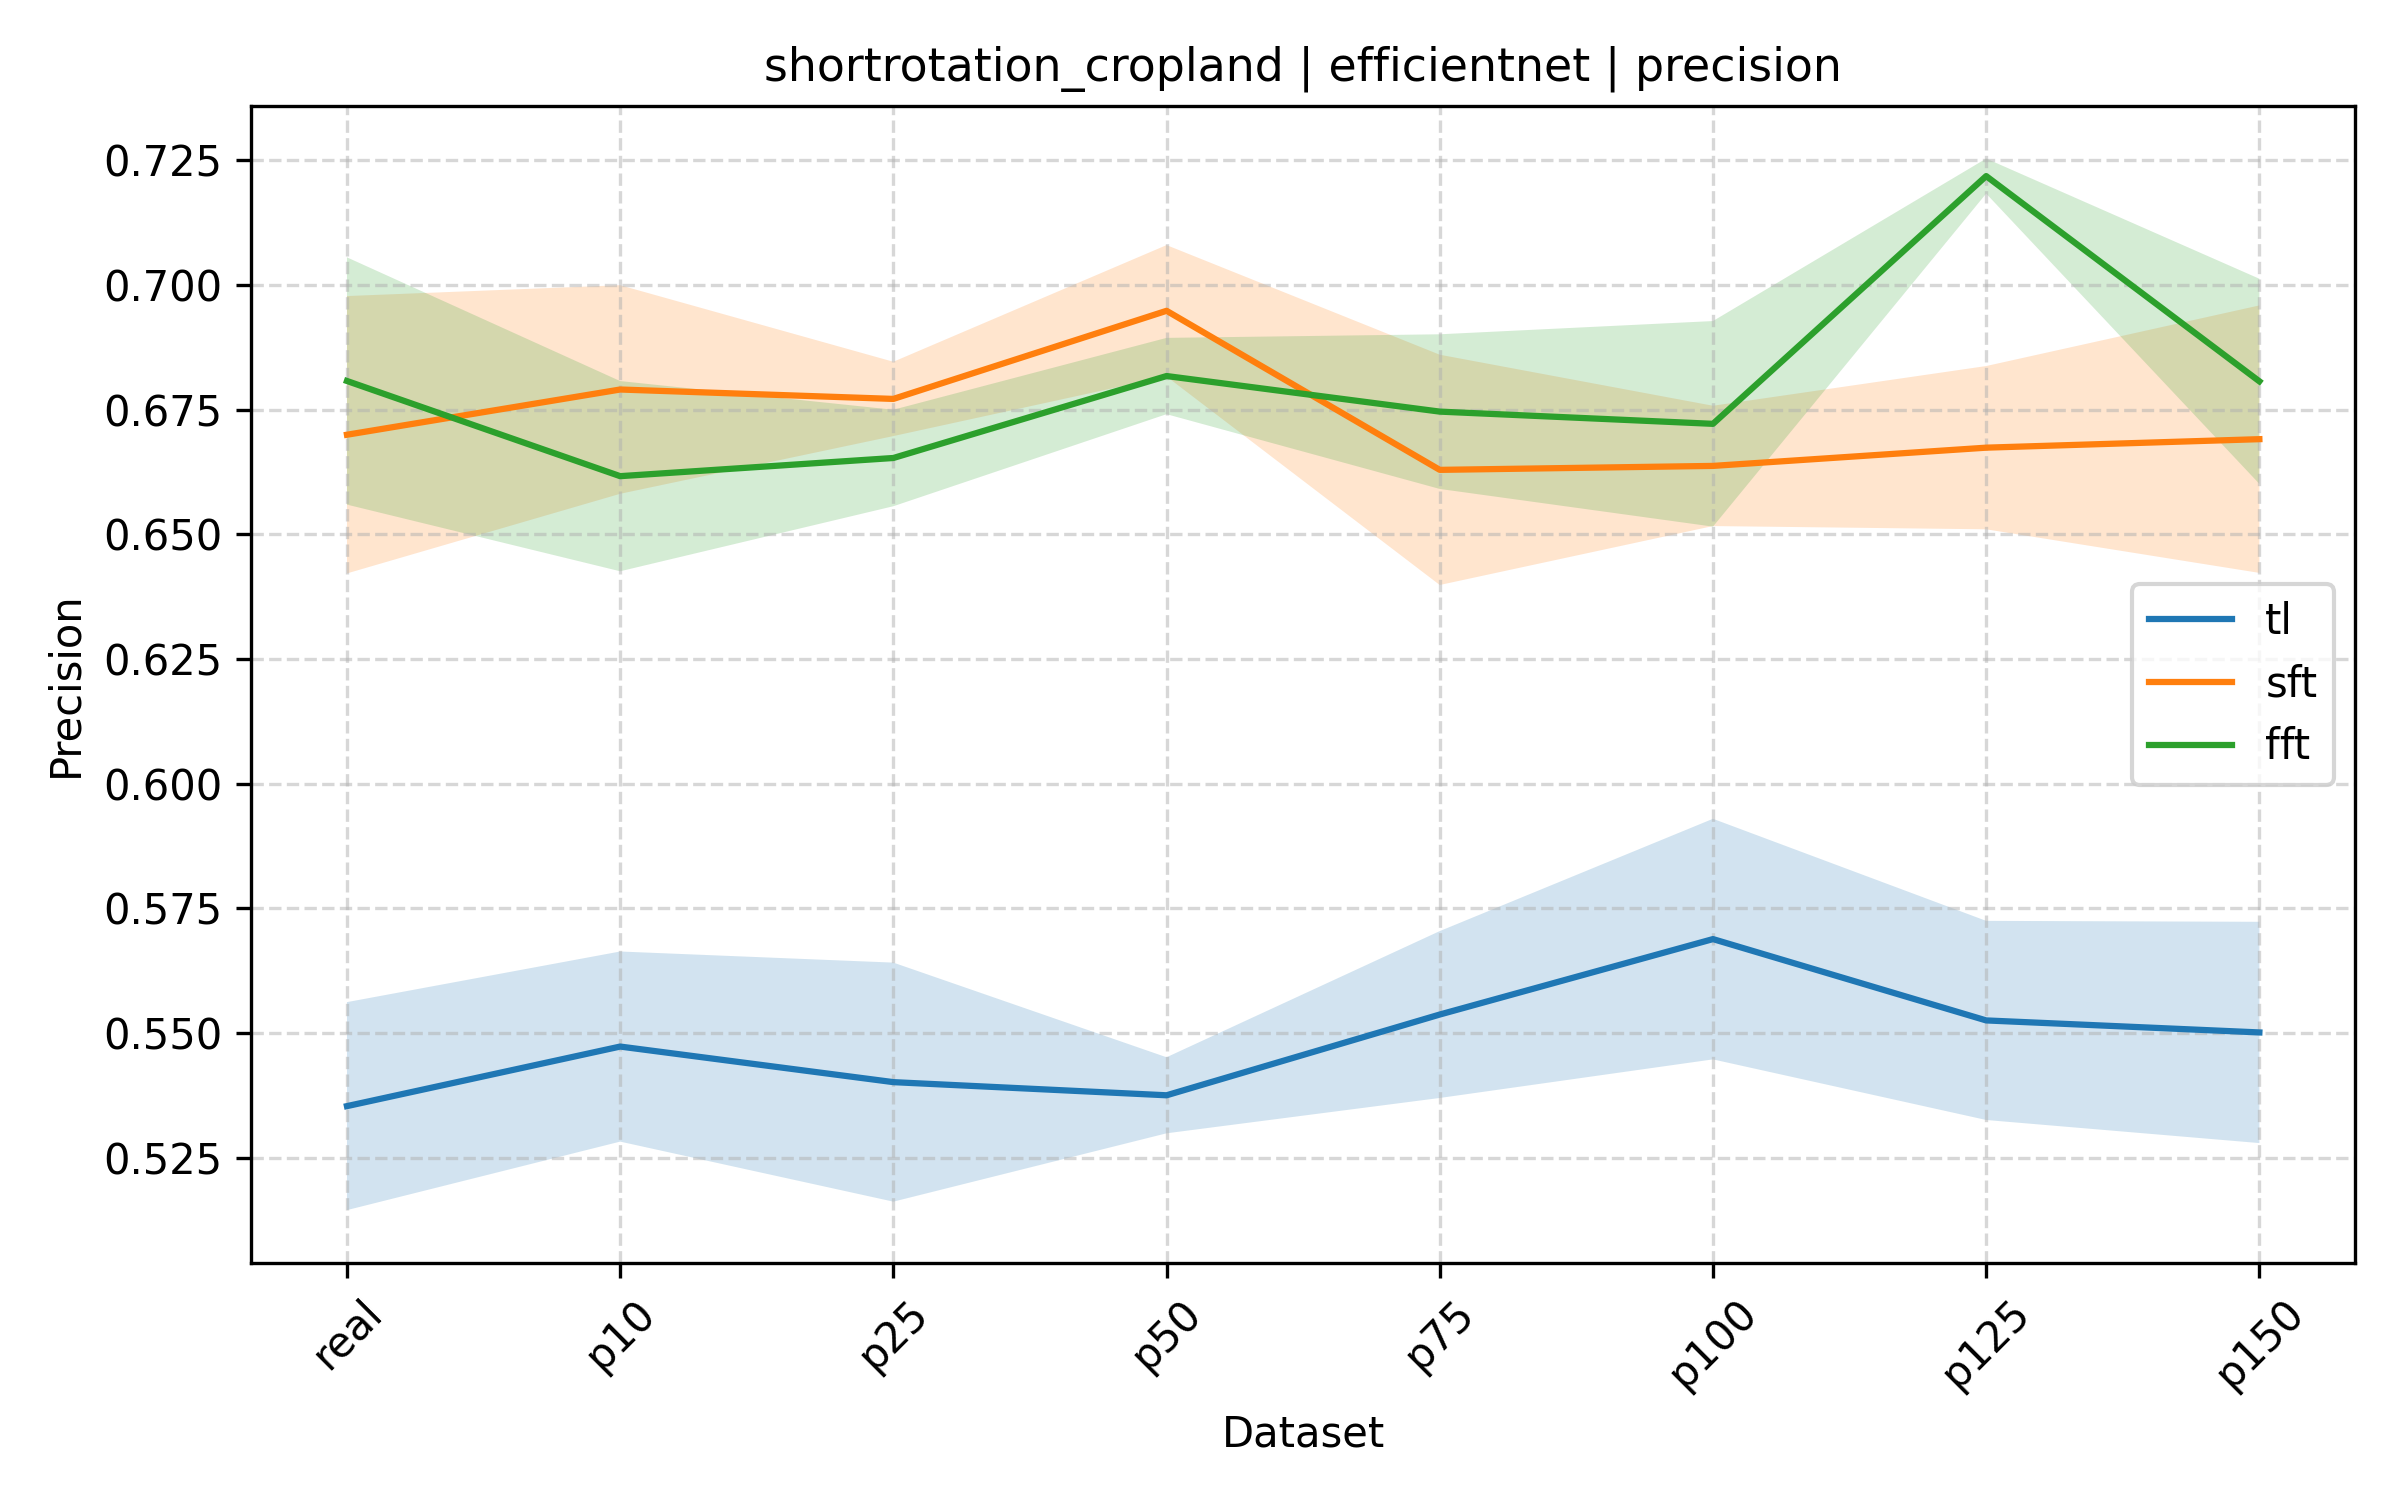 shortrotation_cropland | efficientnet | precision
Precision
0.725
0.700
0.675
0.650
0.625
0.600
0.575
0.550
0.525
tl
sft
fft
real
p10
p25
p50
p75
p100
p125
p150
Dataset